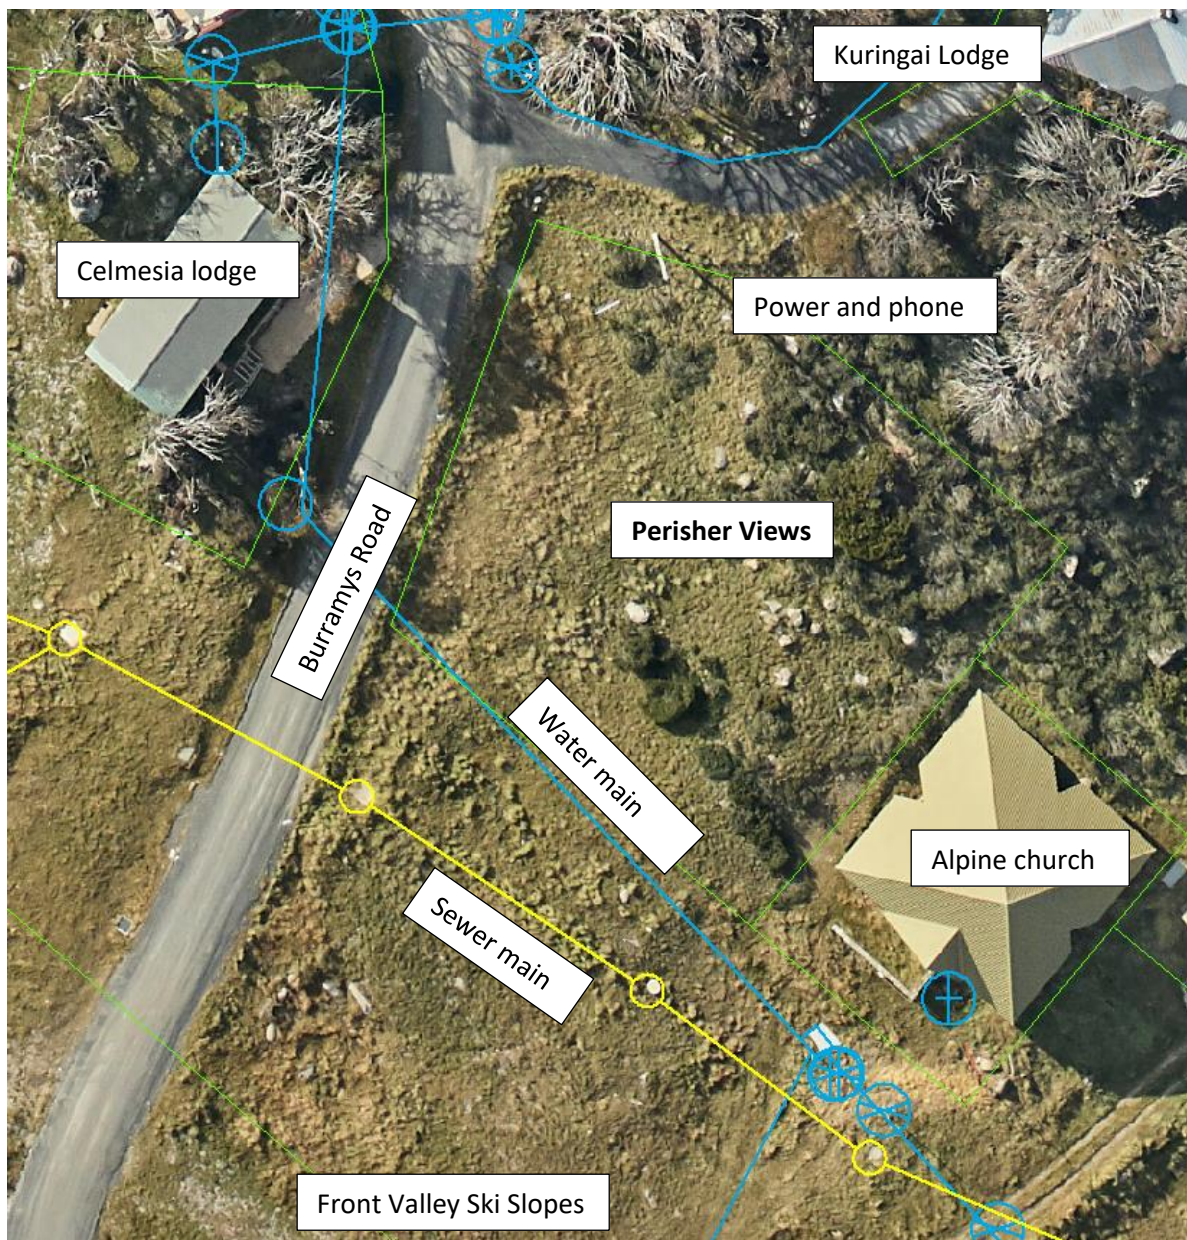 Kuringai Lodge
Celmesia lodge
Power and phone
Perisher Views
Burramys Road
Water main
Alpine church
Sewer main
Front Valley Ski Slopes